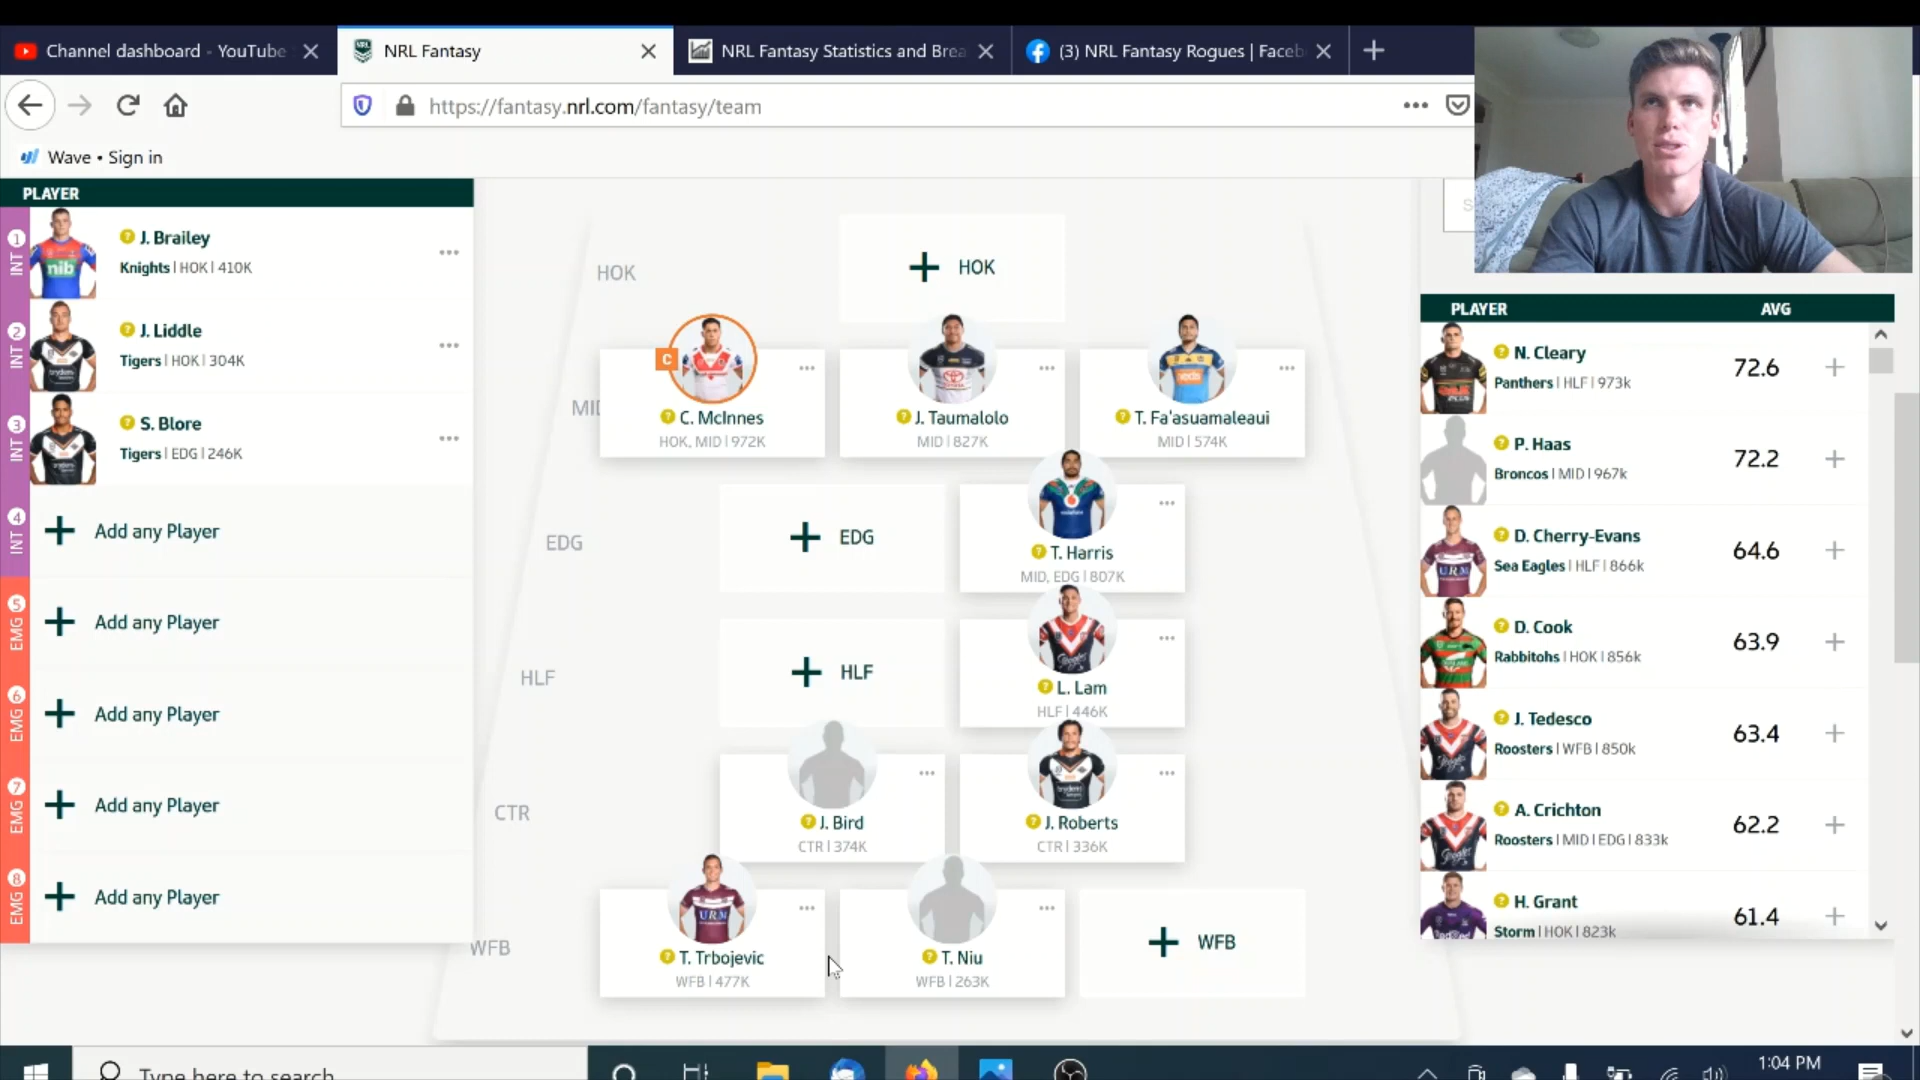 Channel dashboard - YouTube
NRL Fantasy
NRL Fantasy Statistics and Brea
(3) NRL Fantasy Rogues | Faceb
https://fantasy.nrl.com/fantasy/team
Wave • Sign in
PLAYER
1 INT
J. Brailey
Knights | HOK | 410K
2 INT
J. Liddle
Tigers | HOK | 304K
3 INT
S. Blore
Tigers | EDG | 246K
4 INT
Add any Player
5 EMG
Add any Player
6 EMG
Add any Player
7 EMG
Add any Player
8 EMG
Add any Player
HOK
HOK
C
C. McInnes
HOK, MID | 972K
J. Taumalolo
MID | 827K
T. Fa'asuamaleaui
MID | 574K
EDG
EDG
T. Harris
MID, EDG | 807K
HLF
HLF
L. Lam
HLF | 446K
CTR
J. Bird
CTR | 374K
J. Roberts
CTR | 336K
WFB
T. Trbojevic
WFB | 477K
T. Niu
WFB | 263K
WFB
PLAYER AVG
N. Cleary
Panthers | HLF | 973k
72.6
P. Haas
Broncos | MID | 967k
72.2
D. Cherry-Evans
Sea Eagles | HLF | 866k
64.6
D. Cook
Rabbitohs | HOK | 856k
63.9
J. Tedesco
Roosters | WFB | 850k
63.4
A. Crichton
Roosters | MID | EDG | 833k
62.2
H. Grant
Storm | HOK | 823k
61.4
Type here to search
1:04 PM